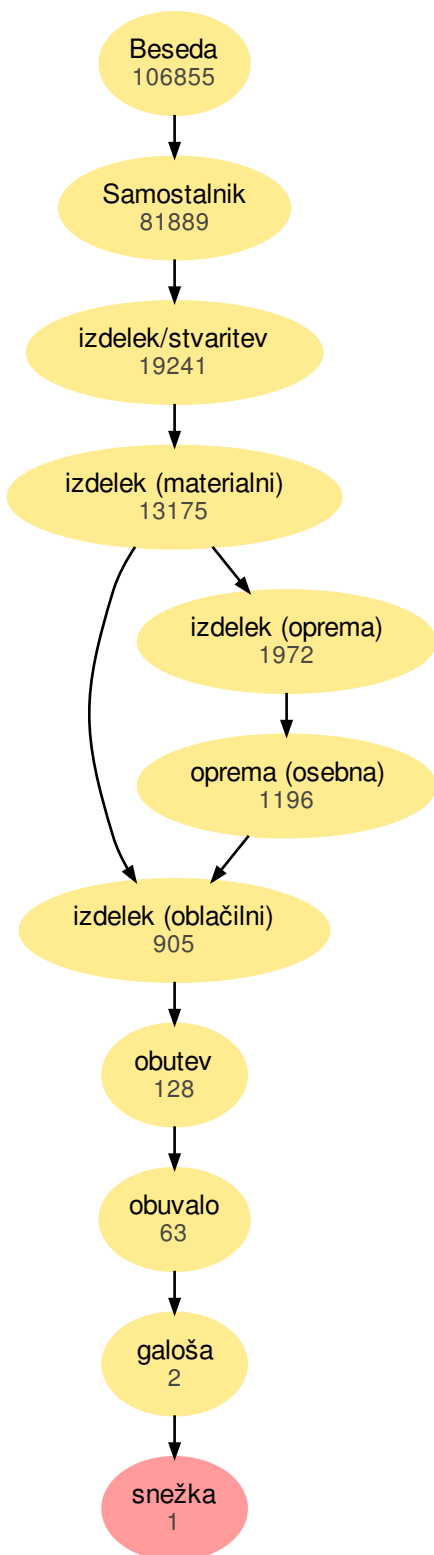 Beseda
106855
Samostalnik
81889
izdelek/stvaritev
19241
izdelek (materialni)
13175
izdelek (oprema)
1972
oprema (osebna)
1196
izdelek (oblačilni)
905
obutev
128
obuvalo
63
galoša
2
snežka
1